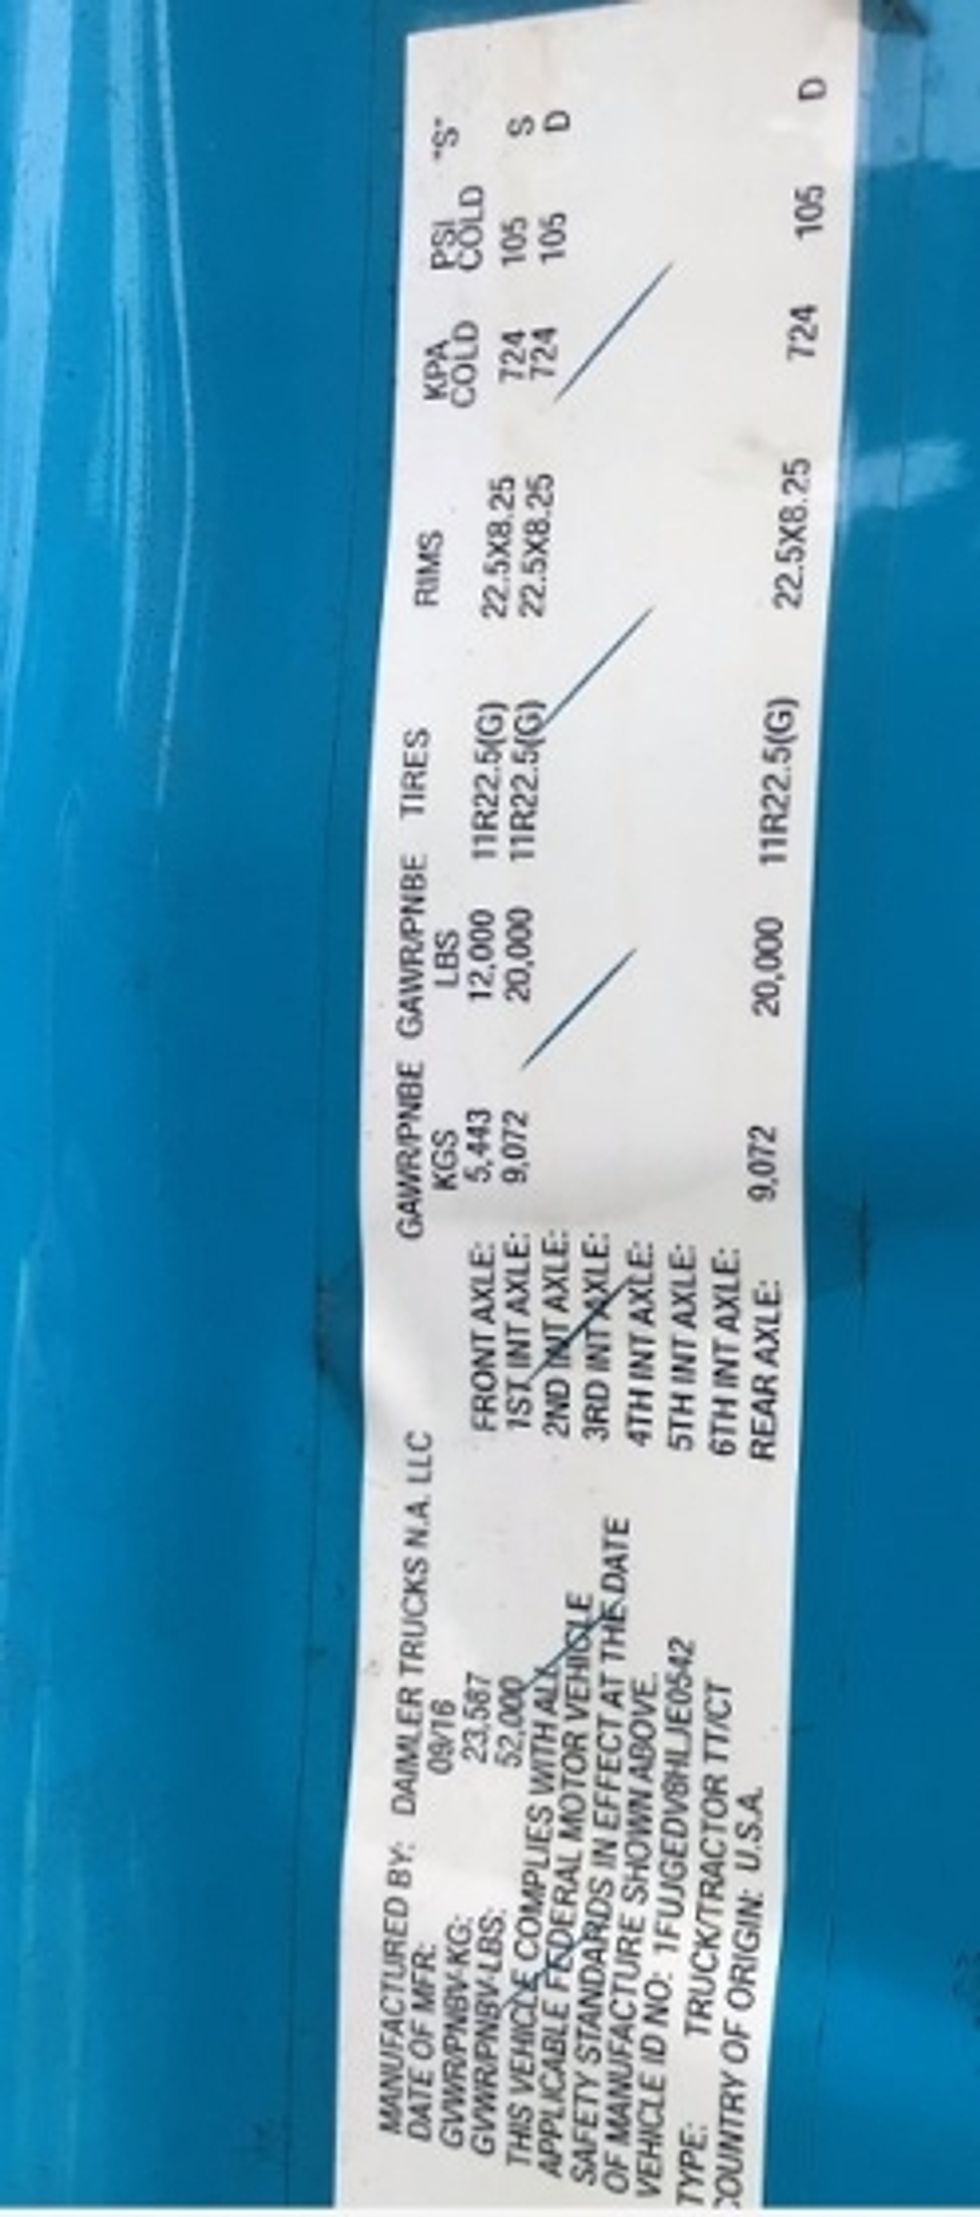 MANUFACTURED BY: DAIMLER TRUCKS N.A. LLC
DATE OF MFR: 09/16
GVWR/PNBV-KG: 23,587
GVWR/PNBV-LBS: 52,000
THIS VEHICLE COMPLIES WITH ALL
APPLICABLE FEDERAL MOTOR VEHICLE
SAFETY STANDARDS IN EFFECT AT THE DATE
OF MANUFACTURE SHOWN ABOVE.
VEHICLE ID NO: 1FUJGEDV8HLJE0542
TYPE: TRUCK/TRACTOR TT/CT
COUNTRY OF ORIGIN: U.S.A.
GAWR/PNBE GAWR/PNBE TIRES RIMS KPA PSI "S"
KGS LBS COLD COLD
FRONT AXLE: 5,443 12,000 11R22.5(G) 22.5X8.25 724 105 S
1ST INT AXLE: 9,072 20,000 11R22.5(G) 22.5X8.25 724 105 D
2ND INT AXLE:
3RD INT AXLE:
4TH INT AXLE:
5TH INT AXLE:
6TH INT AXLE:
REAR AXLE: 9,072 20,000 11R22.5(G) 22.5X8.25 724 105 D